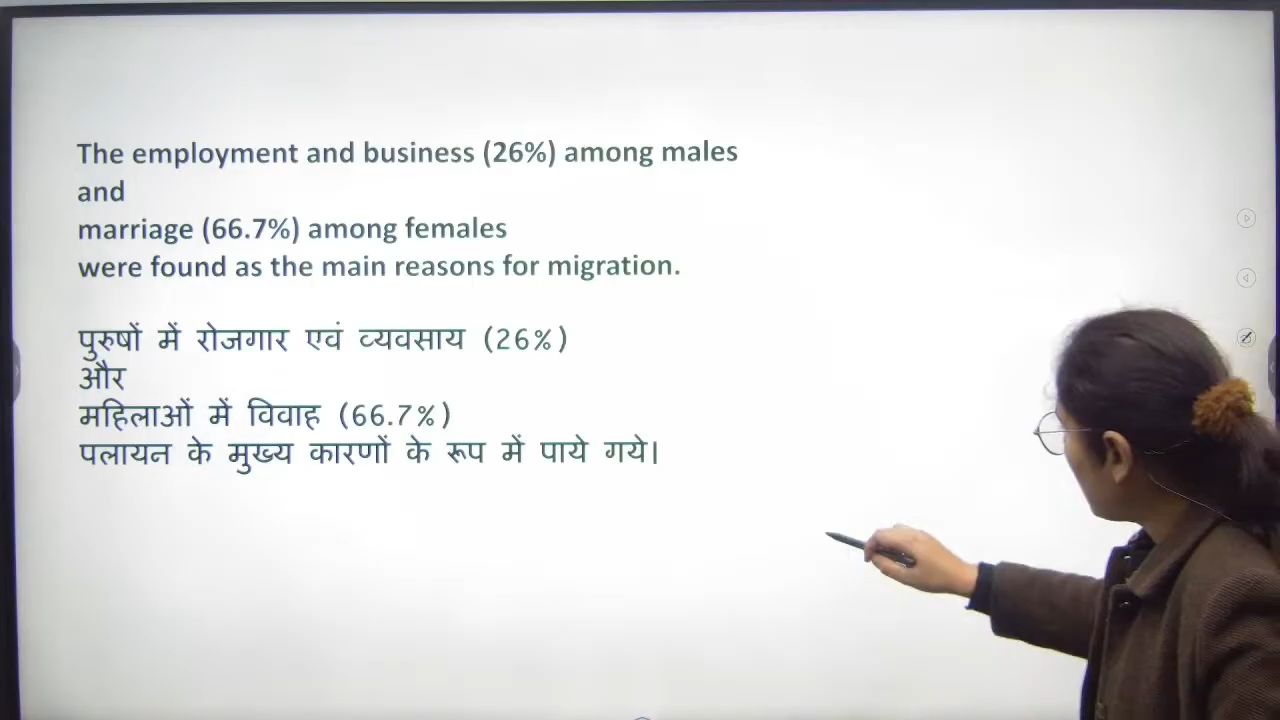 The employment and business (26%) among males
and
marriage (66.7%) among females
were found as the main reasons for migration.
पुरुषों में रोजगार एवं व्यवसाय (26%)
और
महिलाओं में विवाह (66.7%)
पलायन के मुख्य कारणों के रूप में पाये गये।